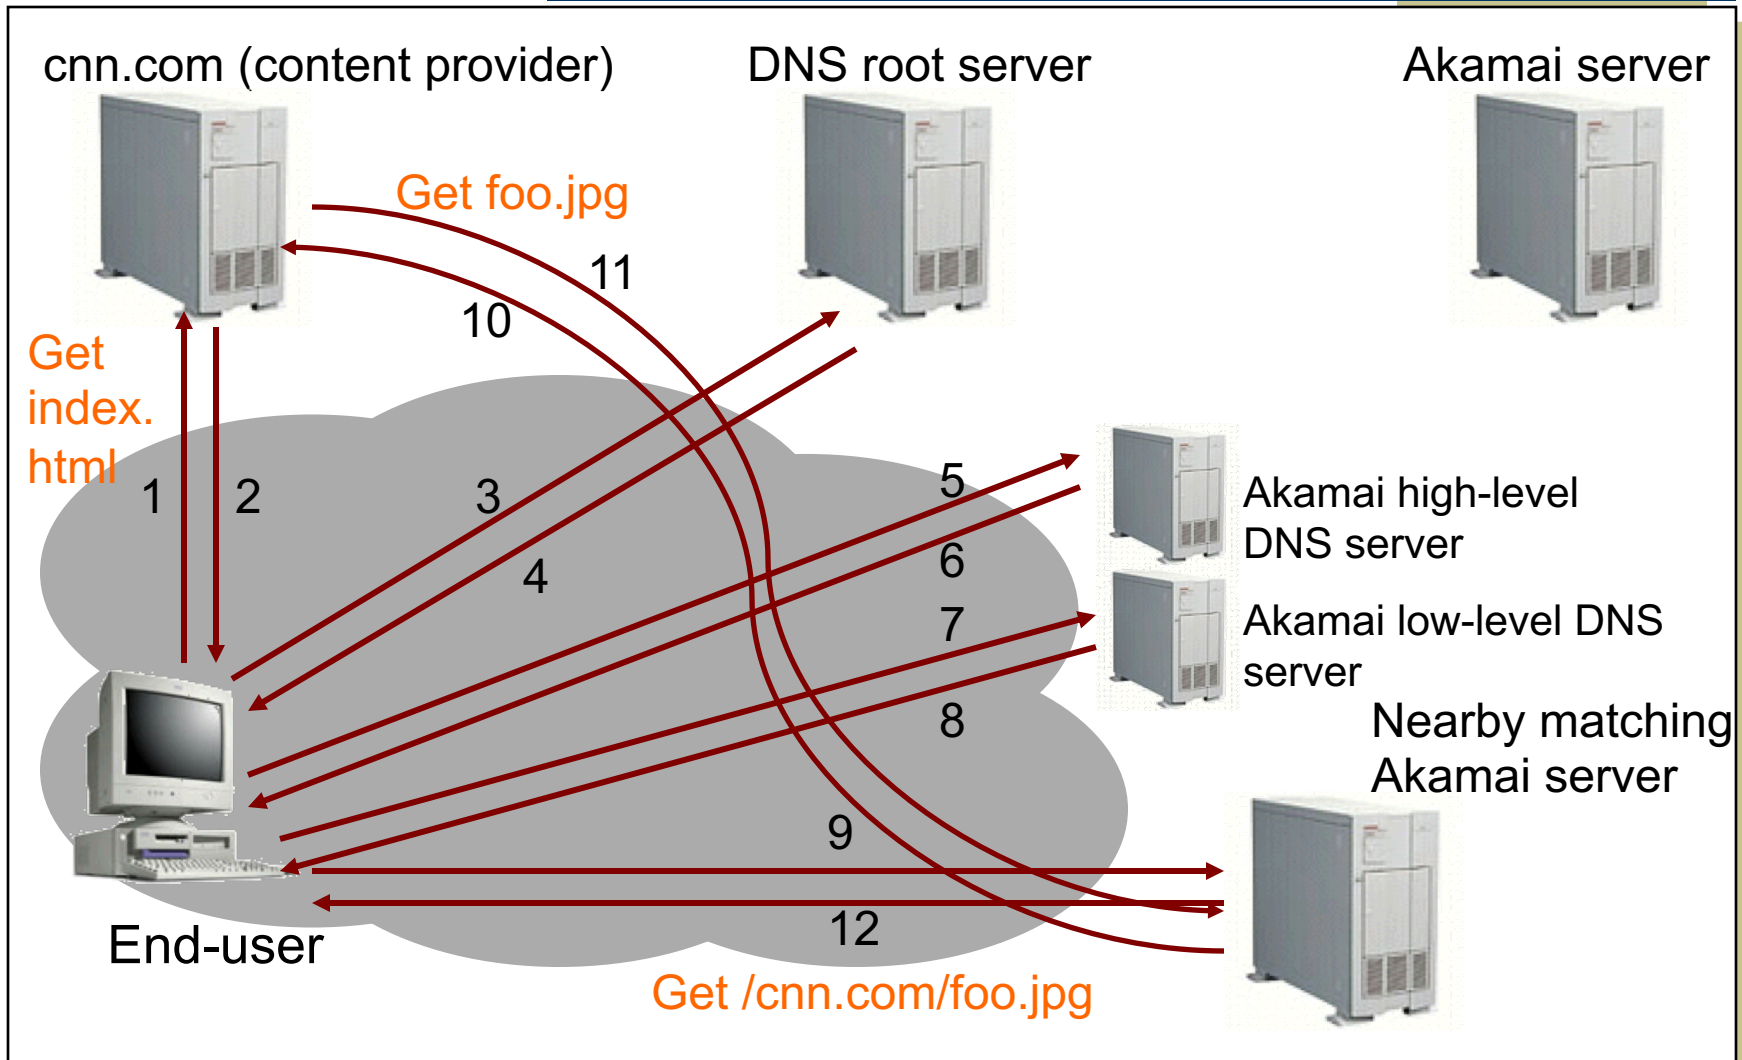 cnn.com (content provider)
DNS root server
Akamai server
Get foo.jpg
11
10
Get
index.
html
1
2
3
4
5
6
Akamai high-level
DNS server
7
8
Akamai low-level DNS
server
Nearby matching
Akamai server
9
12
End-user
Get /cnn.com/foo.jpg